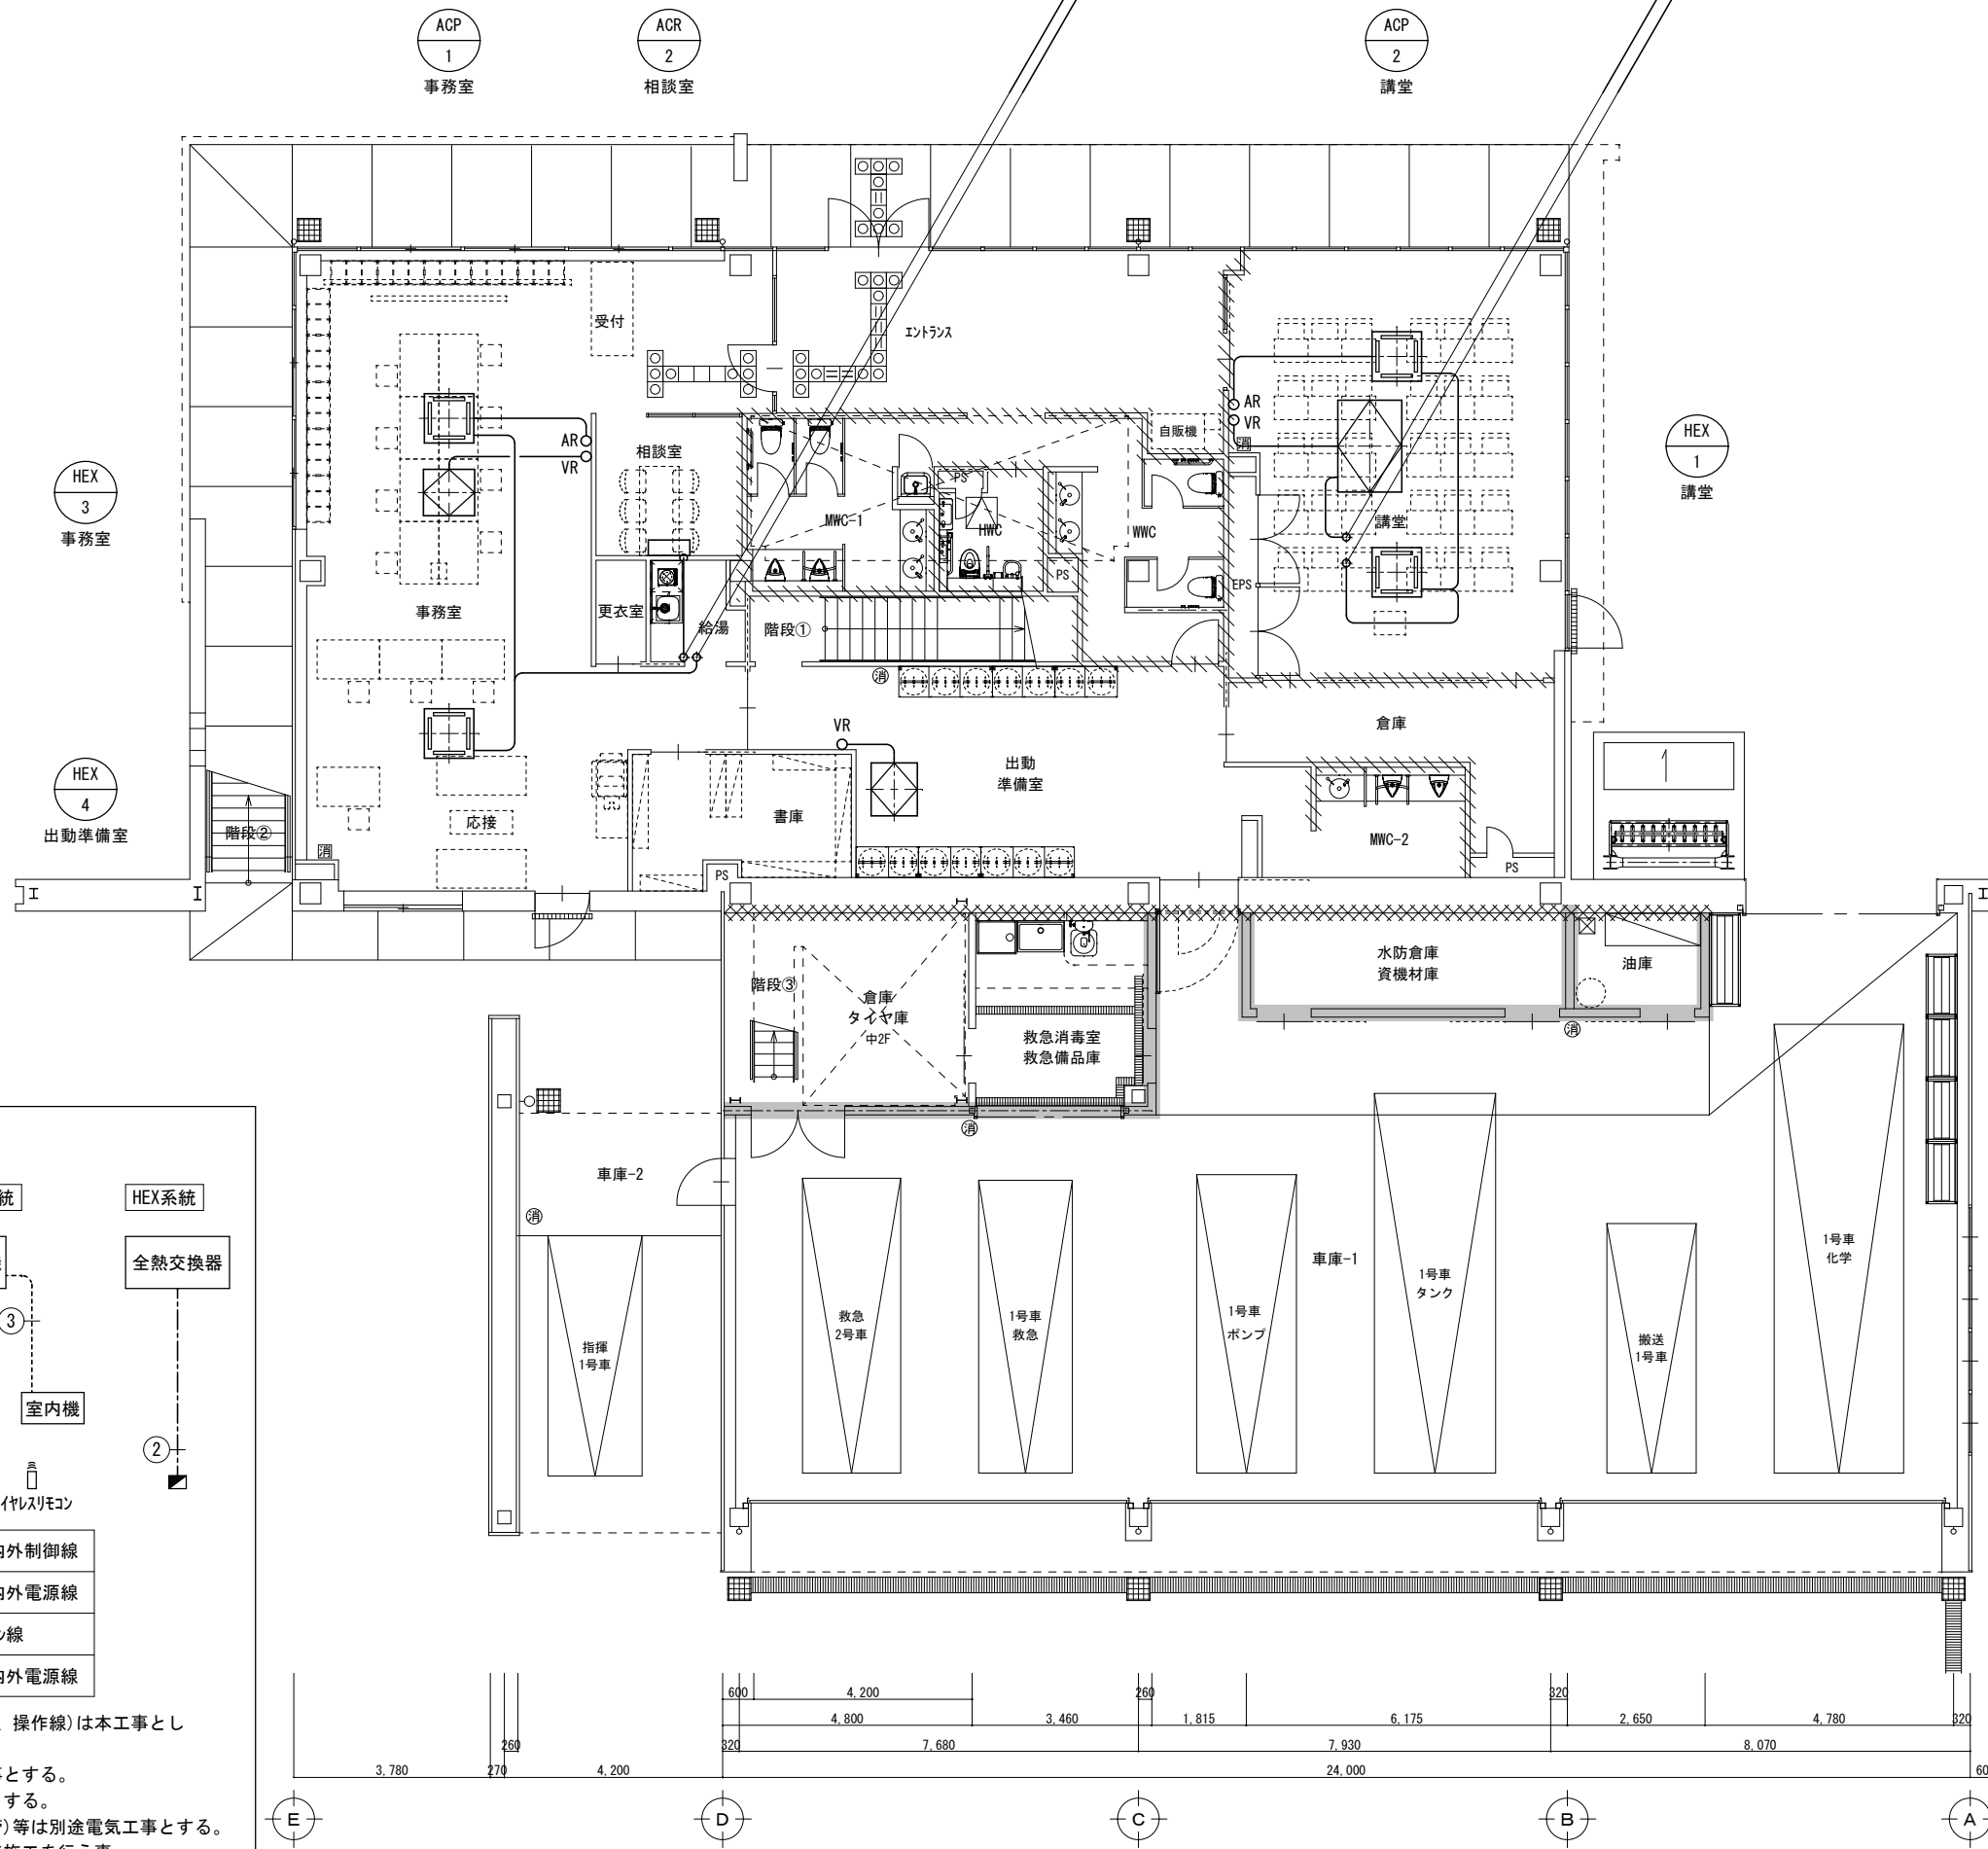 ACP
1
事務室
ACR
2
相談室
ACP
2
講堂
HEX
3
事務室
HEX
1
講堂
HEX
4
出動準備室
受付
エントランス
AR
VR
相談室
自販機
AR
VR
消
PS
MWC-1
HWC
WWC
PS
EPS
講堂
事務室
更衣室
給湯
階段①
消
倉庫
VR
出動
準備室
書庫
応接
階段②
消
MWC-2
PS
PS
1
階段③
倉庫
タイヤ庫
中2F
救急消毒室
救急備品庫
水防倉庫
資機材庫
油庫
消
消
車庫-2
消
車庫-1
指揮
1号車
救急
2号車
1号車
救急
1号車
ポンプ
1号車
タンク
搬送
1号車
1号車
化学
統
HEX系統
全熱交換器
3
室内機
2
イヤレスリモコン
内外制御線
内外電源線
ン線
内外電源線
操作線)は本工事とし
事とする。
する。
)等は別途電気工事とする。
600
4,200
260
320
4,800
3,460
1,815
6,175
2,650
4,780
320
260
320
7,680
7,930
8,070
3,780
270
4,200
24,000
60
E
D
C
B
A